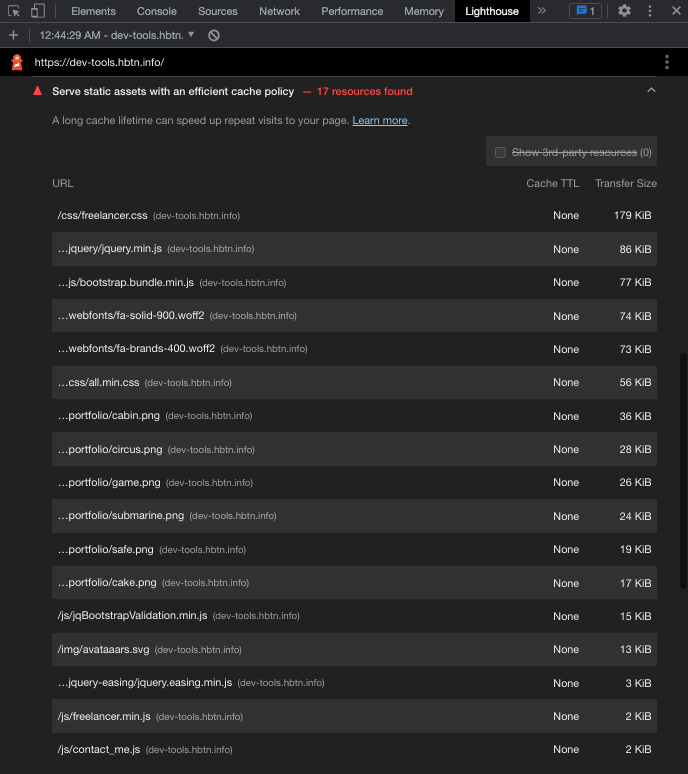 Elements Console Sources Network Performance Memory Lighthouse » 1
+ 12:44:29 AM - dev-tools.hbtn. ▼
https://dev-tools.hbtn.info/
Serve static assets with an efficient cache policy — 17 resources found
A long cache lifetime can speed up repeat visits to your page. Learn more.
Show 3rd-party resources (0)
URL Cache TTL Transfer Size
/css/freelancer.css (dev-tools.hbtn.info) None 179 KiB
…jquery/jquery.min.js (dev-tools.hbtn.info) None 86 KiB
…js/bootstrap.bundle.min.js (dev-tools.hbtn.info) None 77 KiB
…webfonts/fa-solid-900.woff2 (dev-tools.hbtn.info) None 74 KiB
…webfonts/fa-brands-400.woff2 (dev-tools.hbtn.info) None 73 KiB
…css/all.min.css (dev-tools.hbtn.info) None 56 KiB
…portfolio/cabin.png (dev-tools.hbtn.info) None 36 KiB
…portfolio/circus.png (dev-tools.hbtn.info) None 28 KiB
…portfolio/game.png (dev-tools.hbtn.info) None 26 KiB
…portfolio/submarine.png (dev-tools.hbtn.info) None 24 KiB
…portfolio/safe.png (dev-tools.hbtn.info) None 19 KiB
…portfolio/cake.png (dev-tools.hbtn.info) None 17 KiB
/js/jqBootstrapValidation.min.js (dev-tools.hbtn.info) None 15 KiB
/img/avataaars.svg (dev-tools.hbtn.info) None 13 KiB
…jquery-easing/jquery.easing.min.js (dev-tools.hbtn.info) None 3 KiB
/js/freelancer.min.js (dev-tools.hbtn.info) None 2 KiB
/js/contact_me.js (dev-tools.hbtn.info) None 2 KiB